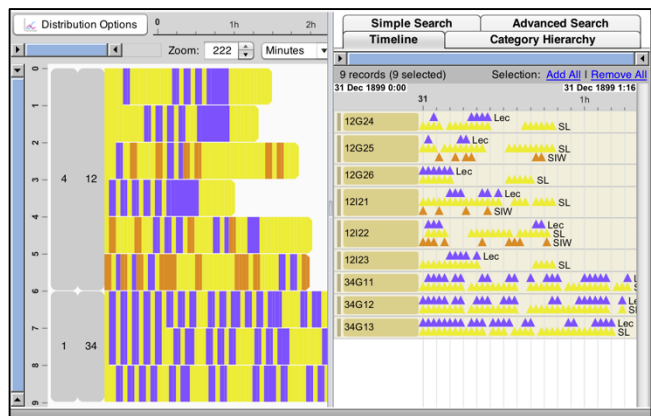 Distribution Options
0 1h 2h
Zoom: 222 Minutes
0
1
2
3
4
5
6
7
8
9
4 12
1 34
Simple Search Advanced Search
Timeline Category Hierarchy
9 records (9 selected) Selection: Add All | Remove All
31 Dec 1899 0:00 31 Dec 1899 1:16
31 1h
12G24 Lec
SL
12G25 Lec
SL
SIW
12G26 Lec
SL
12I21 Lec
SL
SIW
12I22 Lec
SL
SIW
12I23 Lec
SL
34G11 L
SL
34G12 Le
S
34G13 Lec
SL